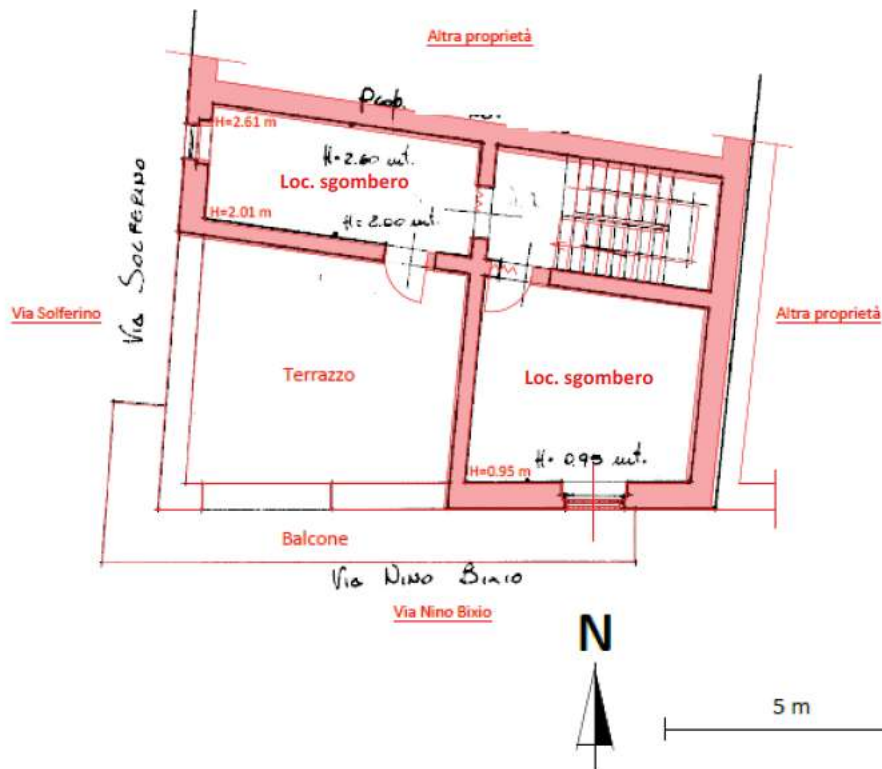 Altra proprietà
Prob.
H=2.61 m
H=2.60 mt.
Loc. sgombero
H=2.01 m
H=2.00 mt.
Via Solferino
Via SOLFERINO
Altra proprietà
Terrazzo
Loc. sgombero
H=0.95 m
H=0.95 mt.
Balcone
Via NINO BIXIO
Via Nino Bixio
N
5 m